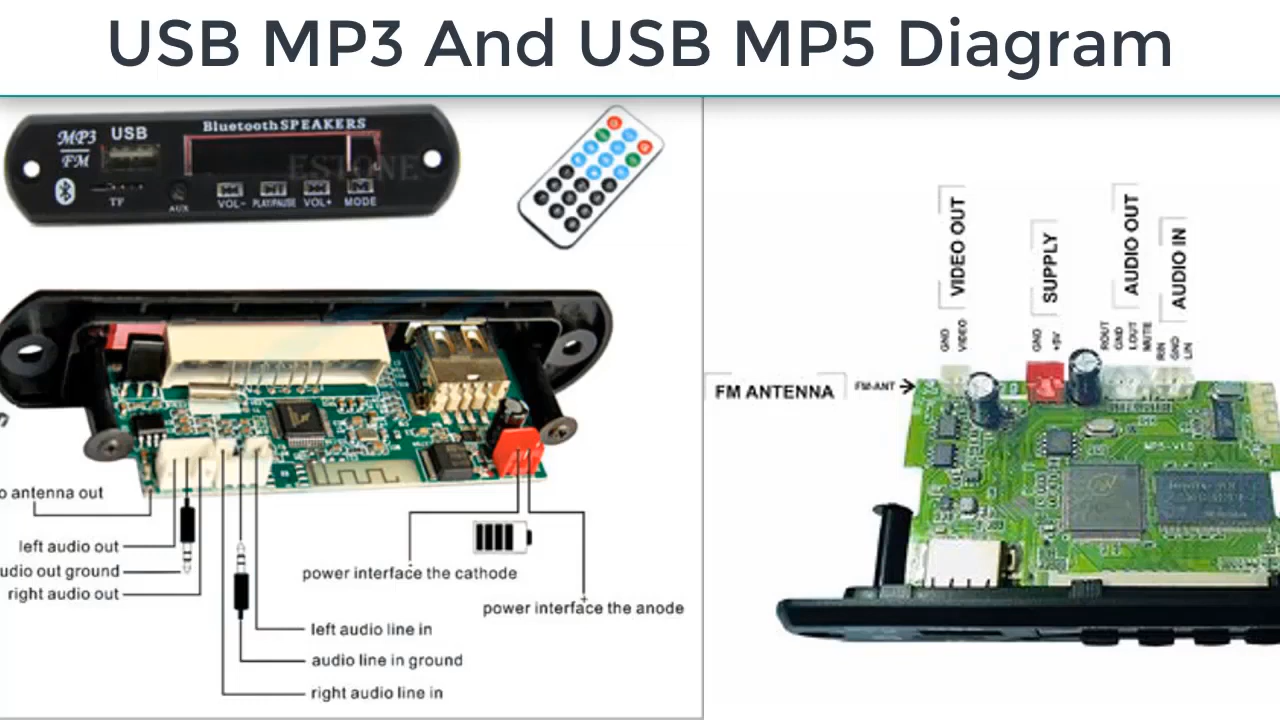 USB MP3 And USB MP5 Diagram
Bluetooth SPEAKERS
MP3
FM
USB
ESTONE
TF
AUX
VOL-
PLAY/PAUSE
VOL+
MODE
antenna out
left audio out
audio out ground
right audio out
power interface the cathode
power interface the anode
left audio line in
audio line in ground
right audio line in
VIDEO OUT
SUPPLY
AUDIO OUT
AUDIO IN
GND
VIDEO
GND
+5V
ROUT
GND
LOUT
MUTE
RIN
GND
LIN
FM ANTENNA
FM-ANT